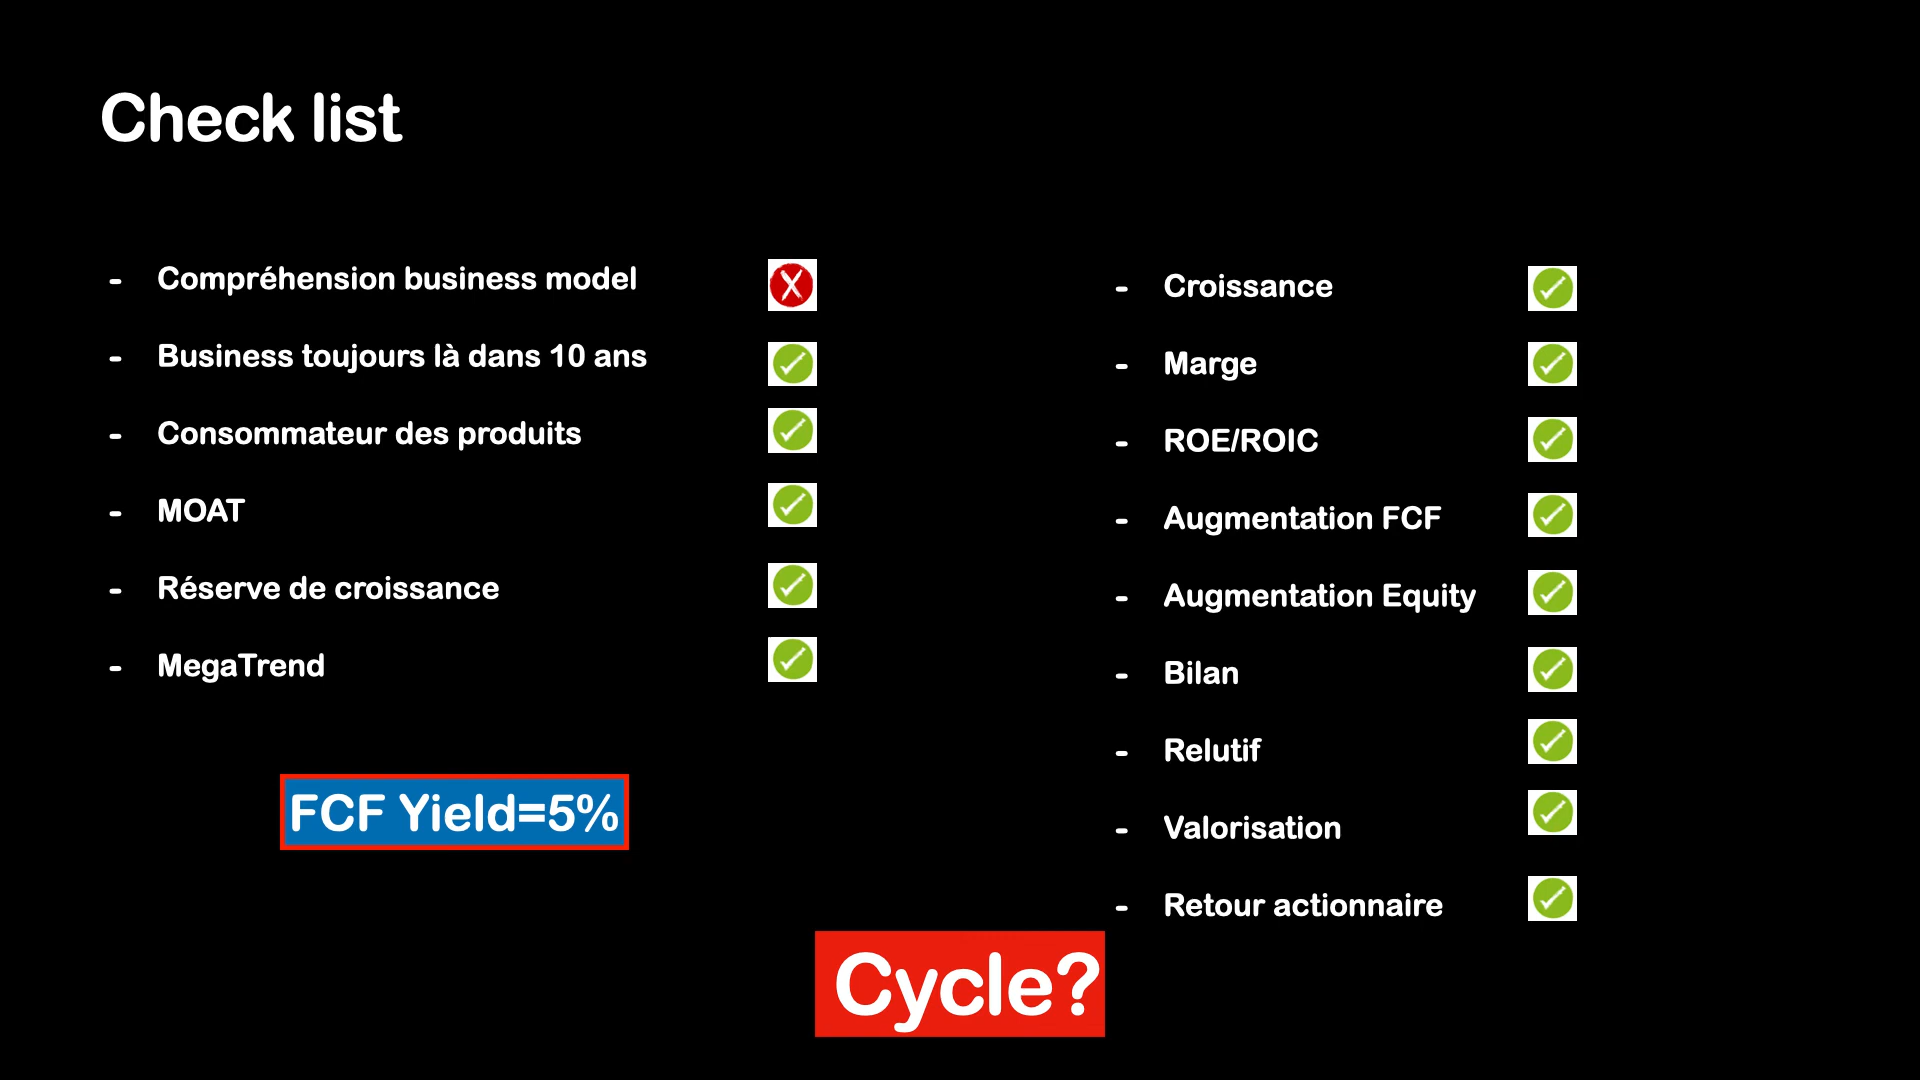 Check list
- Compréhension business model
- Business toujours là dans 10 ans
- Consommateur des produits
- MOAT
- Réserve de croissance
- MegaTrend
FCF Yield=5%
- Croissance
- Marge
- ROE/ROIC
- Augmentation FCF
- Augmentation Equity
- Bilan
- Relutif
- Valorisation
- Retour actionnaire
Cycle?